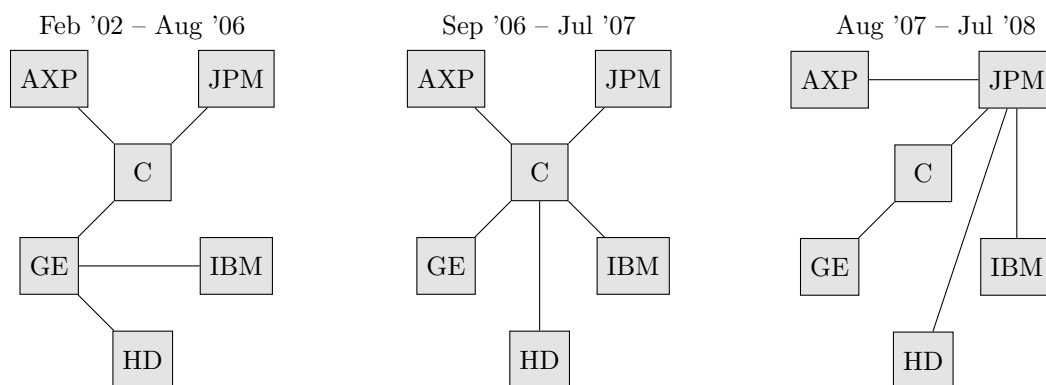 Feb '02 – Aug '06
AXP
JPM
C
GE
IBM
HD
Sep '06 – Jul '07
AXP
JPM
C
GE
IBM
HD
Aug '07 – Jul '08
AXP
JPM
C
GE
IBM
HD